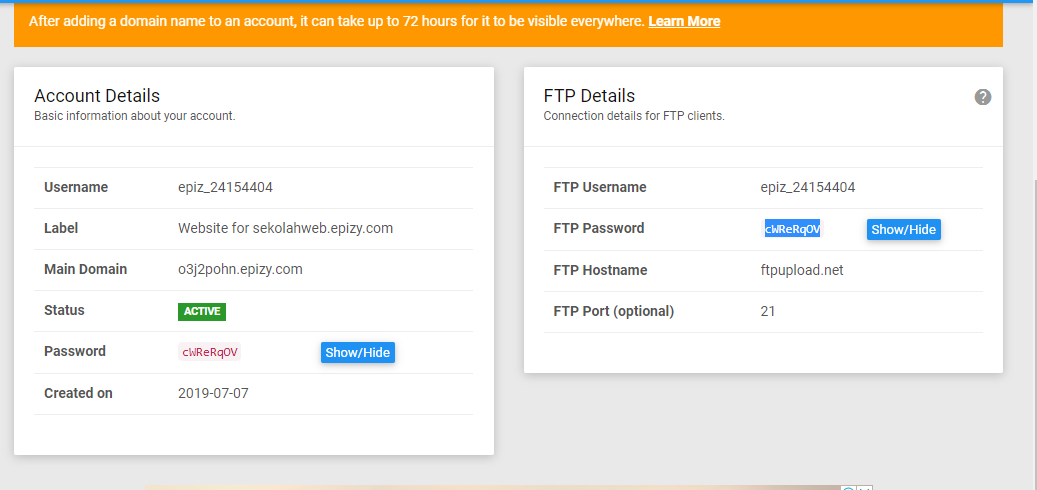 After adding a domain name to an account, it can take up to 72 hours for it to be visible everywhere. Learn More
Account Details
Basic information about your account.
Username epiz_24154404
Label Website for sekolahweb.epizy.com
Main Domain o3j2pohn.epizy.com
Status ACTIVE
Password cWReRqOV Show/Hide
Created on 2019-07-07
FTP Details
Connection details for FTP clients.
FTP Username epiz_24154404
FTP Password cWReRqOV Show/Hide
FTP Hostname ftpupload.net
FTP Port (optional) 21